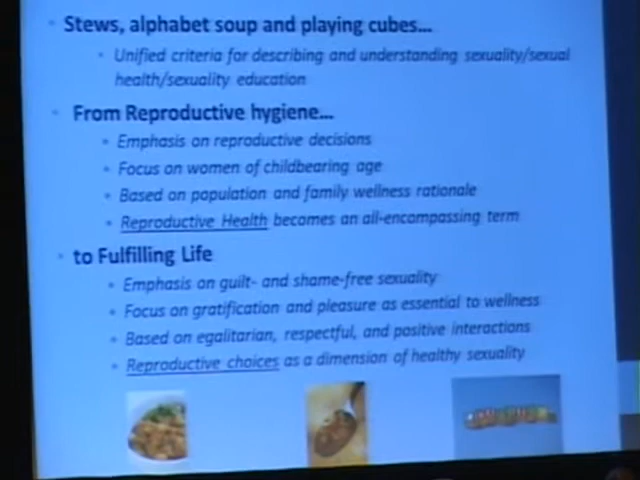 Stews, alphabet soup and playing cubes...
Unified criteria for describing and understanding sexuality/sexual
health/sexuality education
From Reproductive hygiene...
Emphasis on reproductive decisions
Focus on women of childbearing age
Based on population and family wellness rationale
Reproductive Health becomes an all-encompassing term
to Fulfilling Life
Emphasis on guilt- and shame-free sexuality
Focus on gratification and pleasure as essential to wellness
Based on egalitarian, respectful, and positive interactions
Reproductive choices as a dimension of healthy sexuality